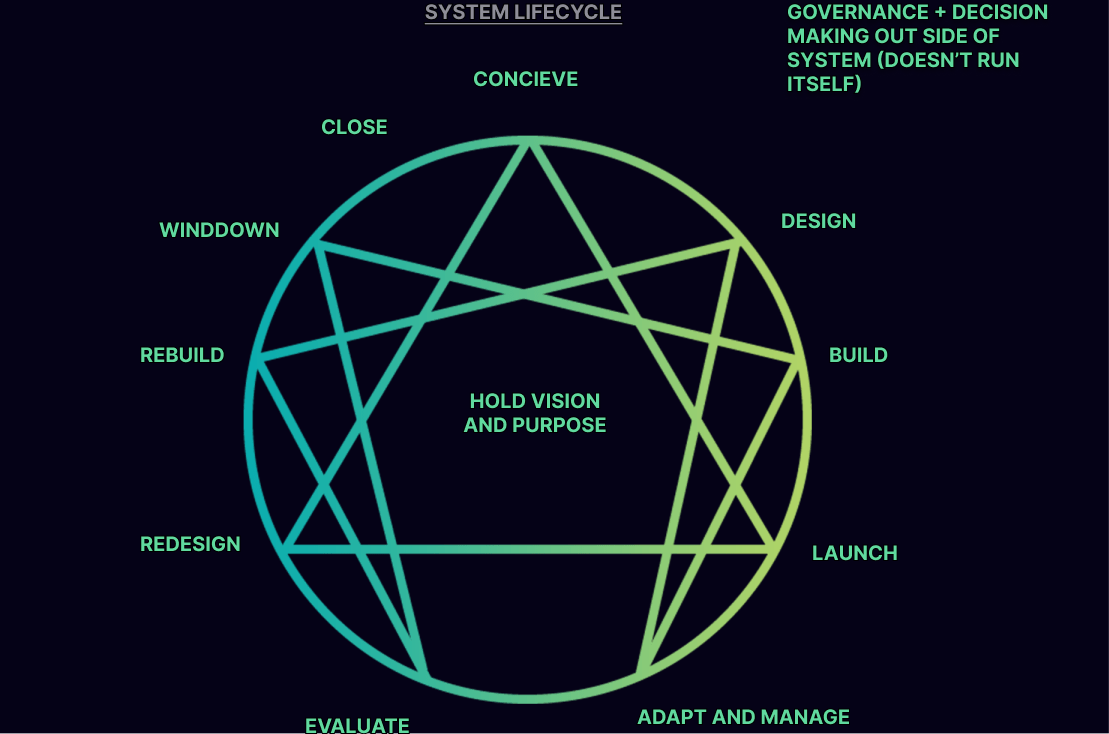 SYSTEM LIFECYCLE
GOVERNANCE + DECISION
MAKING OUT SIDE OF
SYSTEM (DOESN'T RUN
ITSELF)
CONCIEVE
CLOSE
DESIGN
WINDDOWN
REBUILD
BUILD
HOLD VISION
AND PURPOSE
REDESIGN
LAUNCH
ADAPT AND MANAGE
EVALUATE